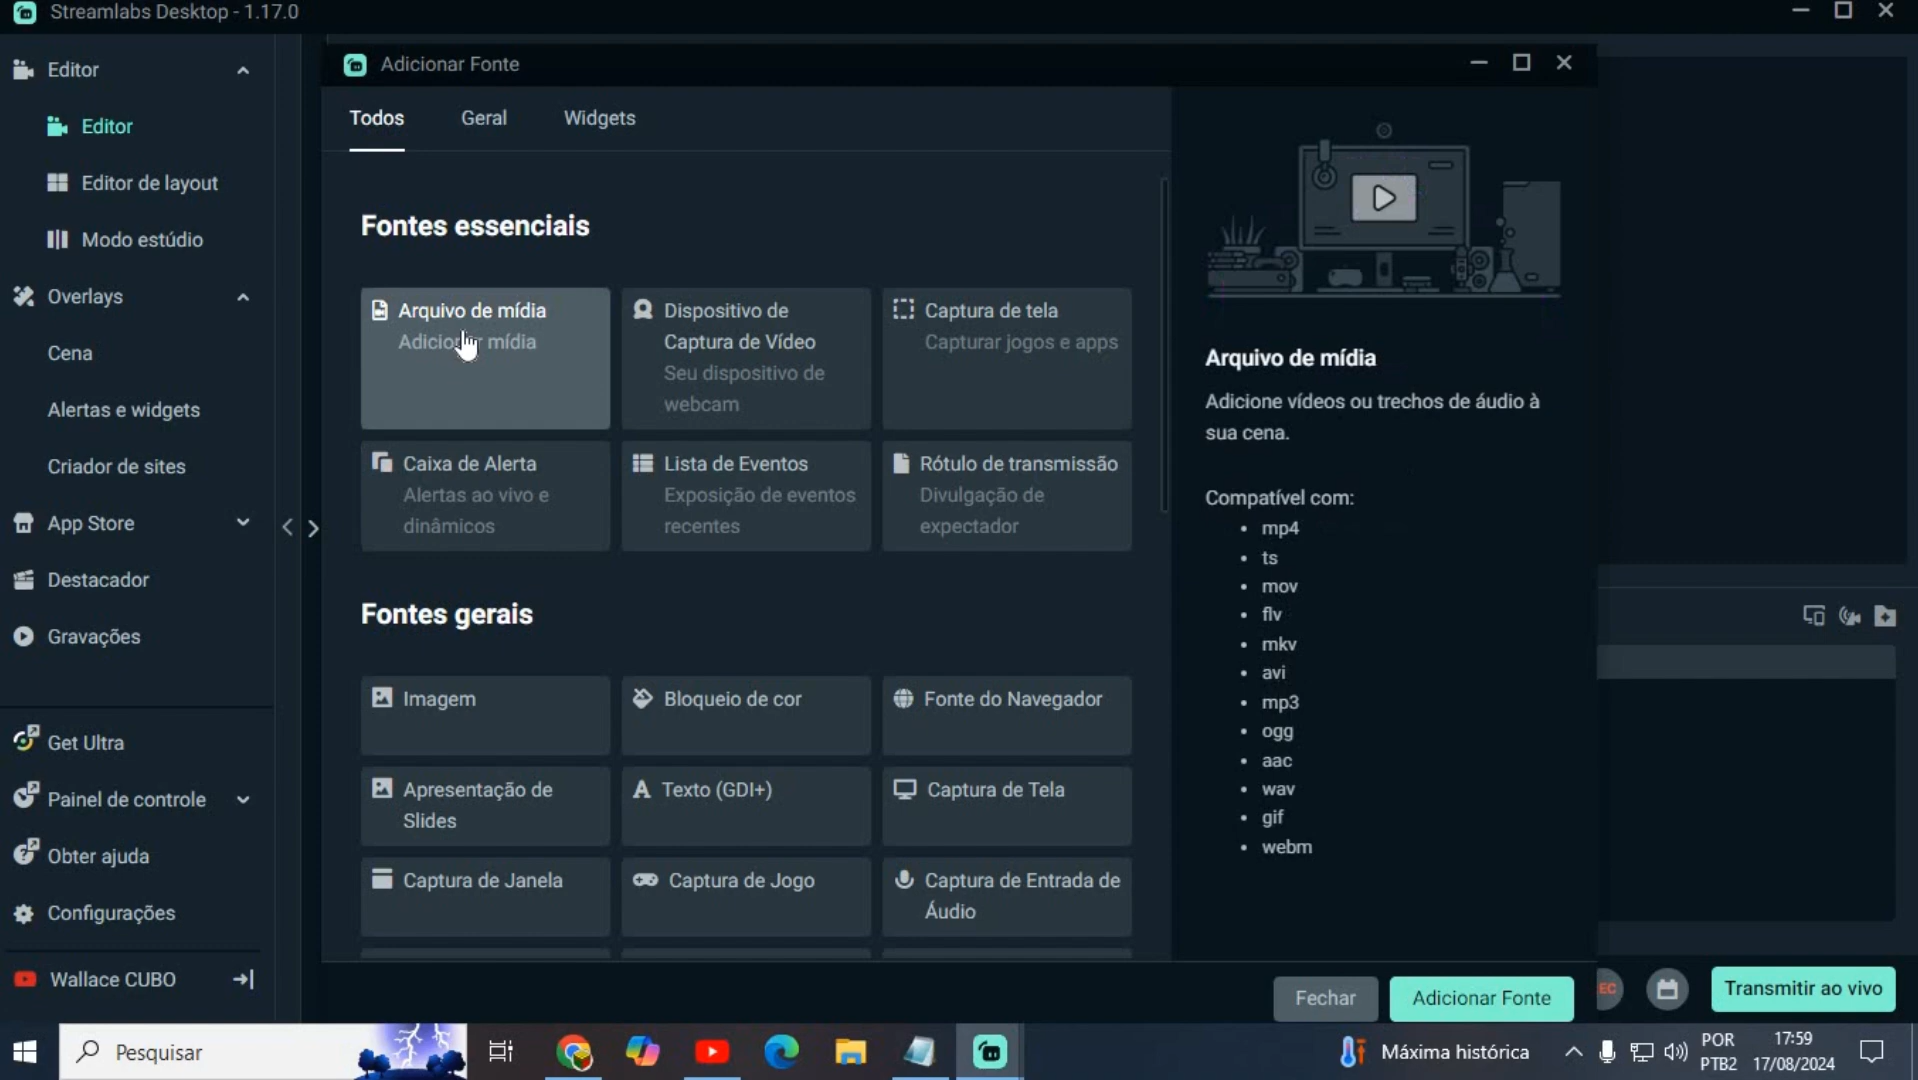 Streamlabs Desktop - 1.17.0
Editor
Editor
Editor de layout
Modo estúdio
Overlays
Cena
Alertas e widgets
Criador de sites
App Store
Destacador
Gravações
Get Ultra
Painel de controle
Obter ajuda
Configurações
Wallace CUBO
Adicionar Fonte
Todos
Geral
Widgets
Fontes essenciais
Arquivo de mídia
Adicionar mídia
Dispositivo de
Captura de Vídeo
Seu dispositivo de
webcam
Captura de tela
Capturar jogos e apps
Caixa de Alerta
Alertas ao vivo e
dinâmicos
Lista de Eventos
Exposição de eventos
recentes
Rótulo de transmissão
Divulgação de
expectador
Fontes gerais
Imagem
Bloqueio de cor
Fonte do Navegador
Apresentação de
Slides
Texto (GDI+)
Captura de Tela
Captura de Janela
Captura de Jogo
Captura de Entrada de
Áudio
Arquivo de mídia
Adicione vídeos ou trechos de áudio à
sua cena.
Compatível com:
• mp4
• ts
• mov
• flv
• mkv
• avi
• mp3
• ogg
• aac
• wav
• gif
• webm
Fechar
Adicionar Fonte
EC
Transmitir ao vivo
Pesquisar
Máxima histórica
POR
PTB2
17:59
17/08/2024